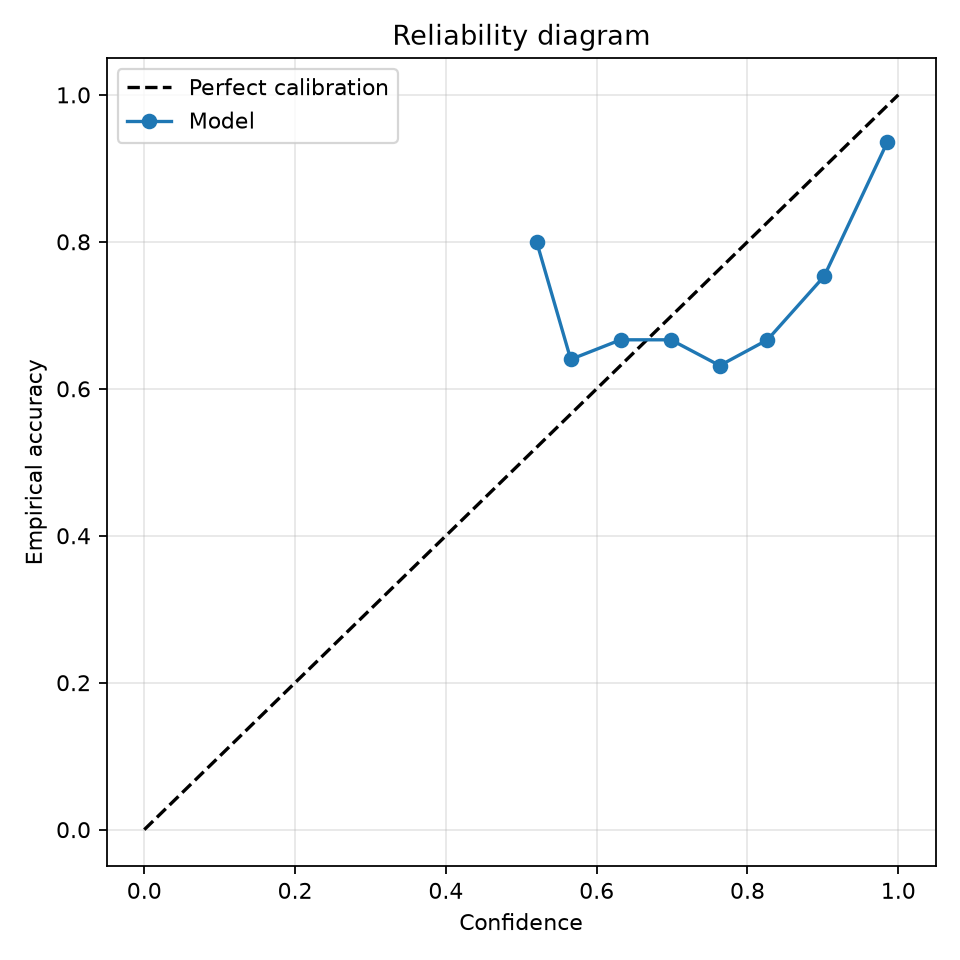 Reliability diagram
Perfect calibration
Model
1.0
0.8
0.6
0.4
0.2
0.0
Empirical accuracy
0.0 0.2 0.4 0.6 0.8 1.0
Confidence